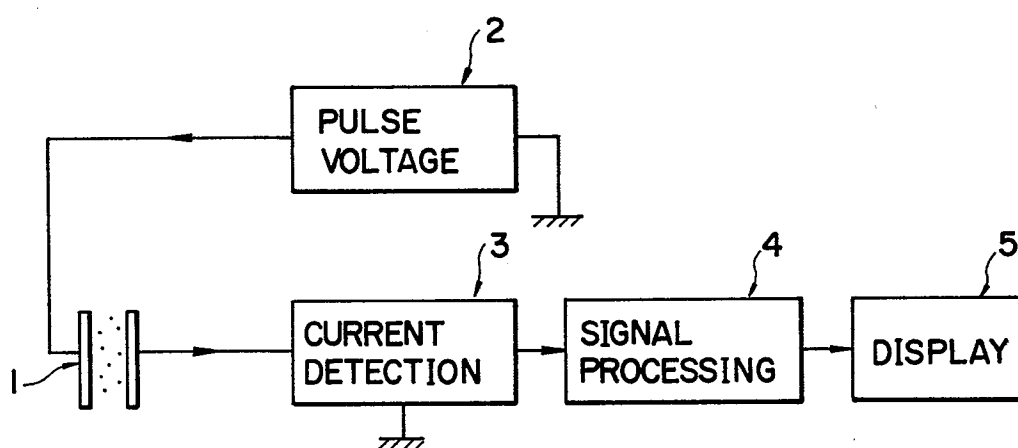 2
PULSE
VOLTAGE
3
4
5
1
CURRENT
DETECTION
SIGNAL
PROCESSING
DISPLAY